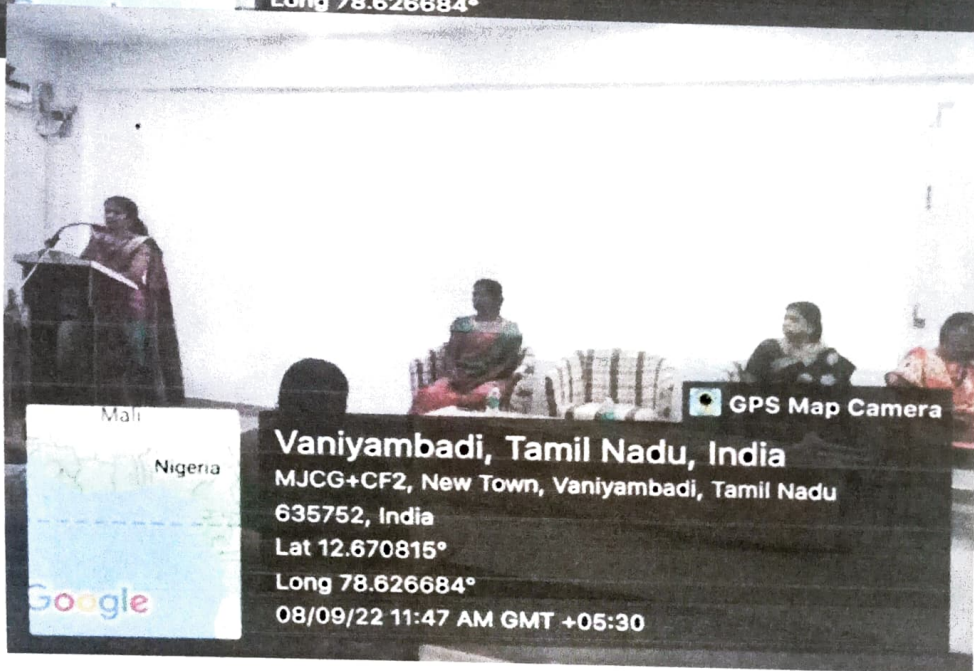 Long 78.626684°
GPS Map Camera
Mali
Nigeria
Google
Vaniyambadi, Tamil Nadu, India
MJCG+CF2, New Town, Vaniyambadi, Tamil Nadu
635752, India
Lat 12.670815°
Long 78.626684°
08/09/22 11:47 AM GMT +05:30